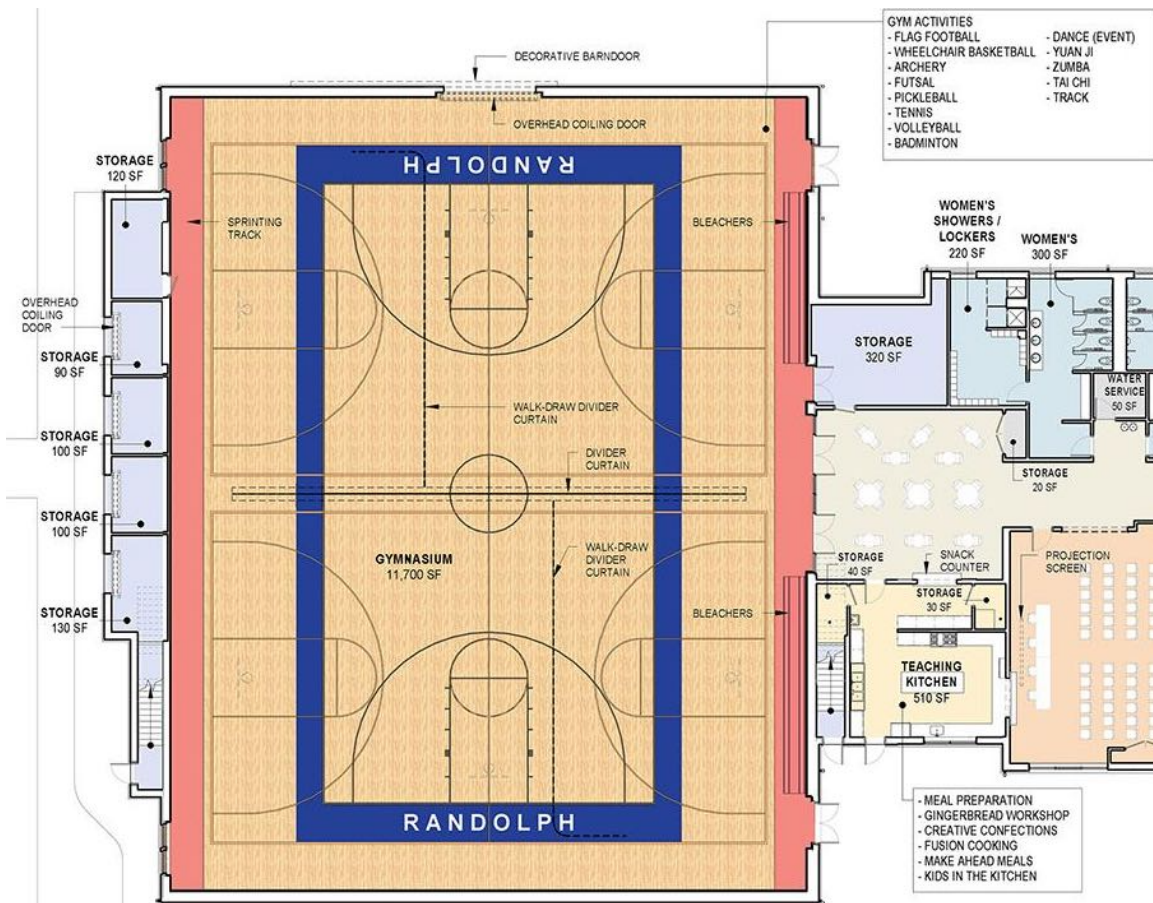 GYM ACTIVITIES
- FLAG FOOTBALL
- WHEELCHAIR BASKETBALL
- ARCHERY
- FUTSAL
- PICKLEBALL
- TENNIS
- VOLLEYBALL
- BADMINTON
- DANCE (EVENT)
- YUAN JI
- ZUMBA
- TAI CHI
- TRACK
DECORATIVE BARNDOOR
OVERHEAD COILING DOOR
STORAGE
120 SF
RANDOLPH
SPRINTING
TRACK
BLEACHERS
WOMEN'S
SHOWERS /
LOCKERS
220 SF
WOMEN'S
300 SF
OVERHEAD
COILING
DOOR
STORAGE
90 SF
STORAGE
320 SF
WATER
SERVICE
50 SF
WALK-DRAW DIVIDER
CURTAIN
STORAGE
100 SF
DIVIDER
CURTAIN
STORAGE
20 SF
STORAGE
100 SF
GYMNASIUM
11,700 SF
WALK-DRAW
DIVIDER
CURTAIN
STORAGE
40 SF
SNACK
COUNTER
PROJECTION
SCREEN
STORAGE
30 SF
STORAGE
130 SF
BLEACHERS
TEACHING
KITCHEN
510 SF
RANDOLPH
- MEAL PREPARATION
- GINGERBREAD WORKSHOP
- CREATIVE CONFECTIONS
- FUSION COOKING
- MAKE AHEAD MEALS
- KIDS IN THE KITCHEN